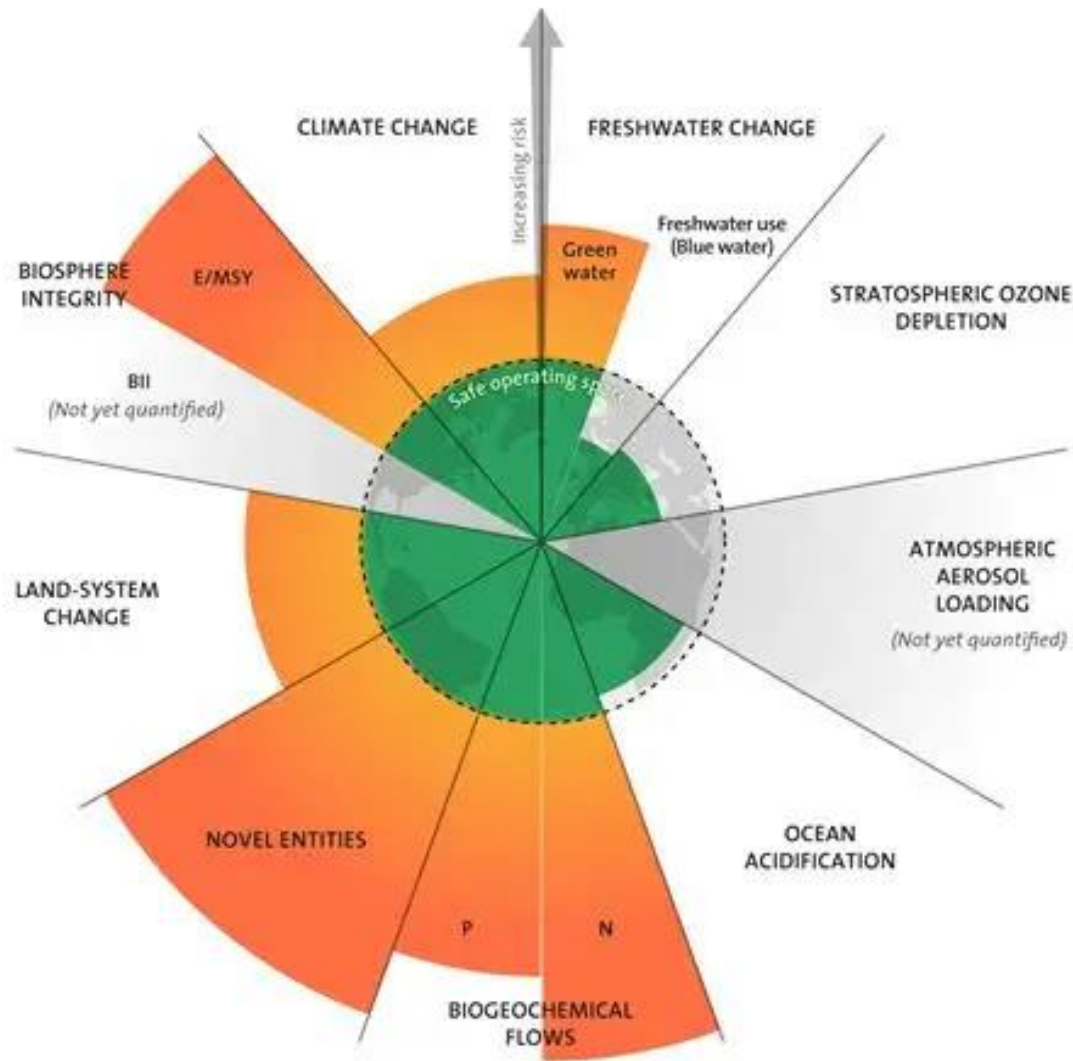 CLIMATE CHANGE
Increasing risk
FRESHWATER CHANGE
Freshwater use
(Blue water)
Green
water
STRATOSPHERIC OZONE
DEPLETION
BIOSPHERE
INTEGRITY
E/MSY
BII
(Not yet quantified)
Safe operating
LAND-SYSTEM
CHANGE
ATMOSPHERIC
AEROSOL
LOADING
(Not yet quantified)
NOVEL ENTITIES
OCEAN
ACIDIFICATION
P
N
BIOGEOCHEMICAL
FLOWS